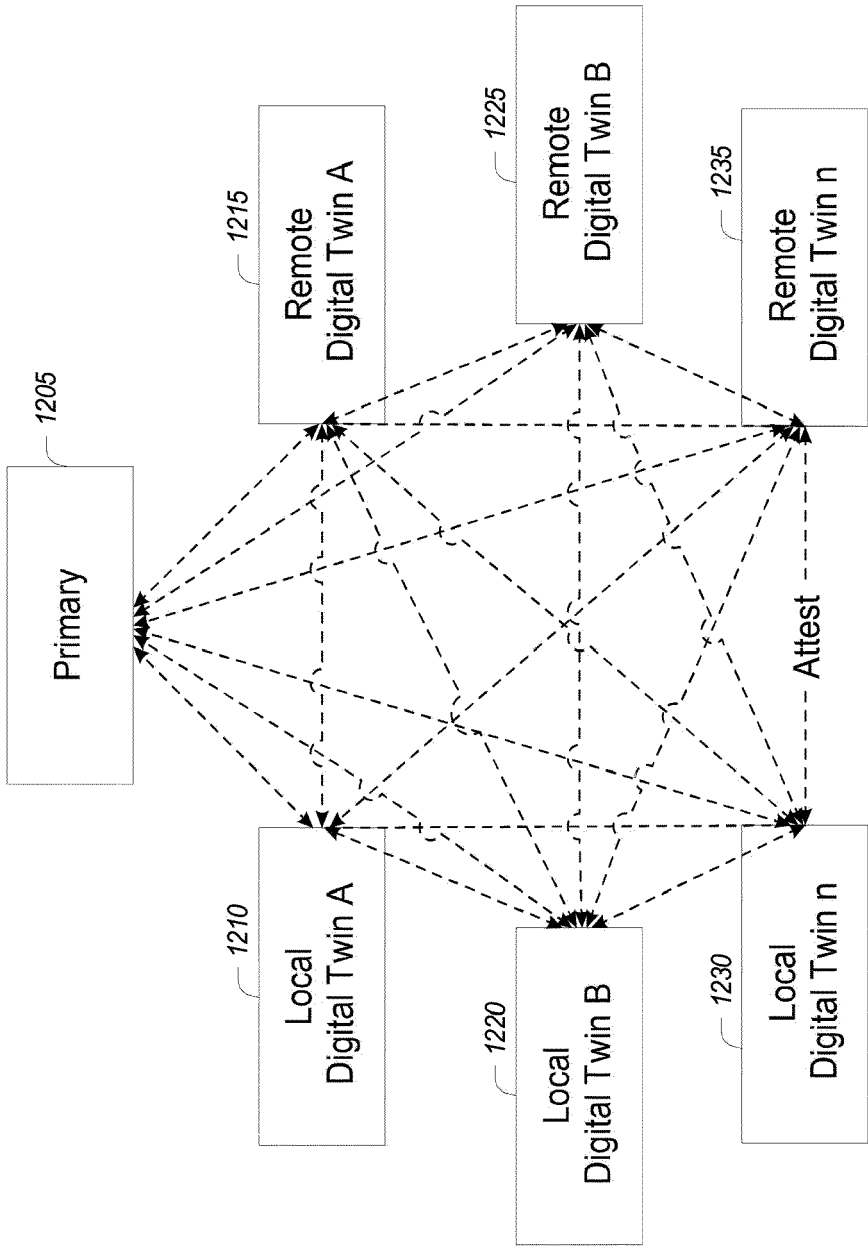 1205
Primary
1210
Local
Digital Twin A
1215
Remote
Digital Twin A
1220
Local
Digital Twin B
1225
Remote
Digital Twin B
1230
Local
Digital Twin n
1235
Remote
Digital Twin n
Attest